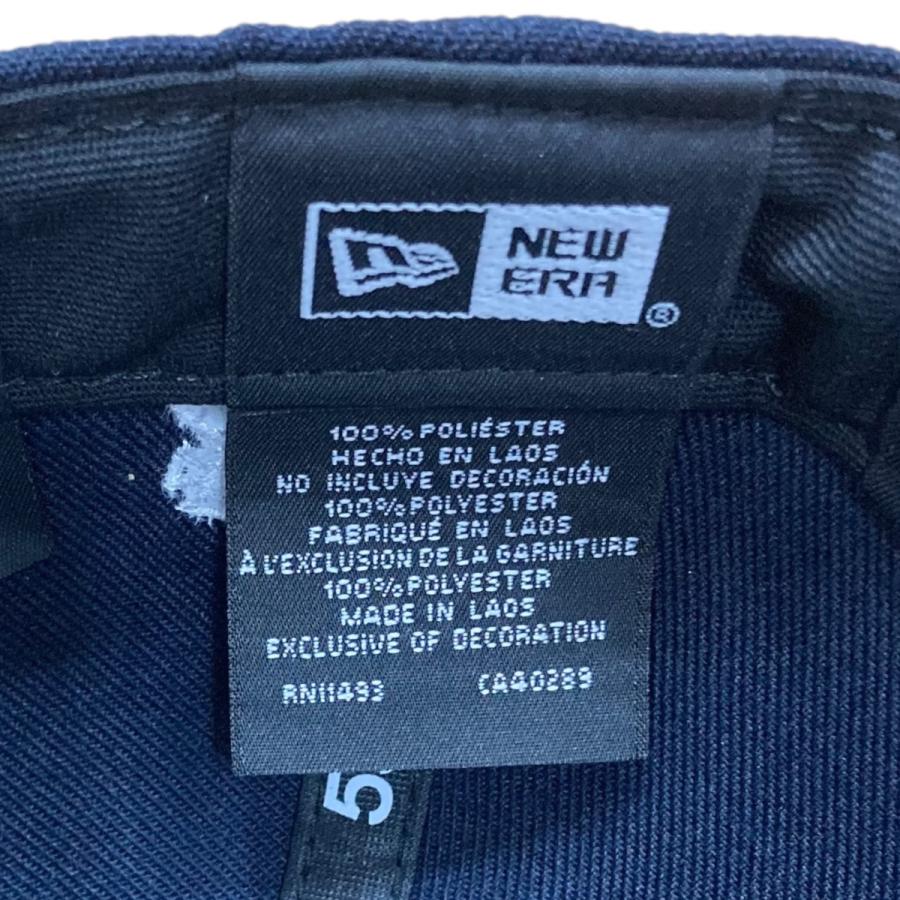 NEW
ERA
®
100% POLIÉSTER
HECHO EN LAOS
NO INCLUYE DECORACIÓN
100% POLYESTER
FABRIQUÉ EN LAOS
À L'EXCLUSION DE LA GARNITURE
100% POLYESTER
MADE IN LAOS
EXCLUSIVE OF DECORATION
RN11493 CA40289